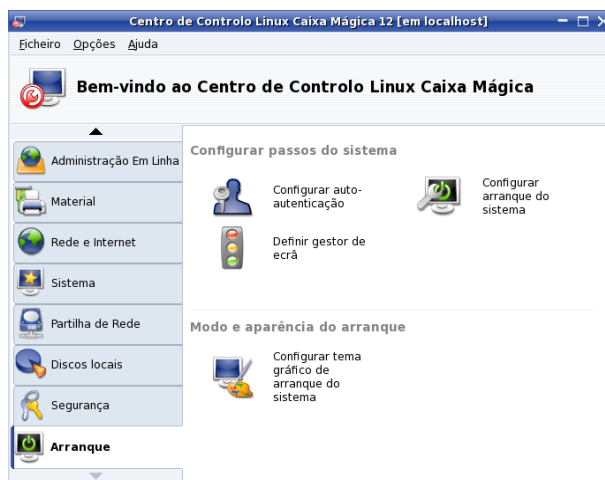 Centro de Controlo Linux Caixa Mágica 12 [em localhost]
Ficheiro Opções Ajuda
Bem-vindo ao Centro de Controlo Linux Caixa Mágica
Administração Em Linha
Material
Rede e Internet
Sistema
Partilha de Rede
Discos locais
Segurança
Arranque
Configurar passos do sistema
Configurar auto-
autenticação
Configurar
arranque do
sistema
Definir gestor de
ecrã
Modo e aparência do arranque
Configurar tema
gráfico de
arranque do
sistema